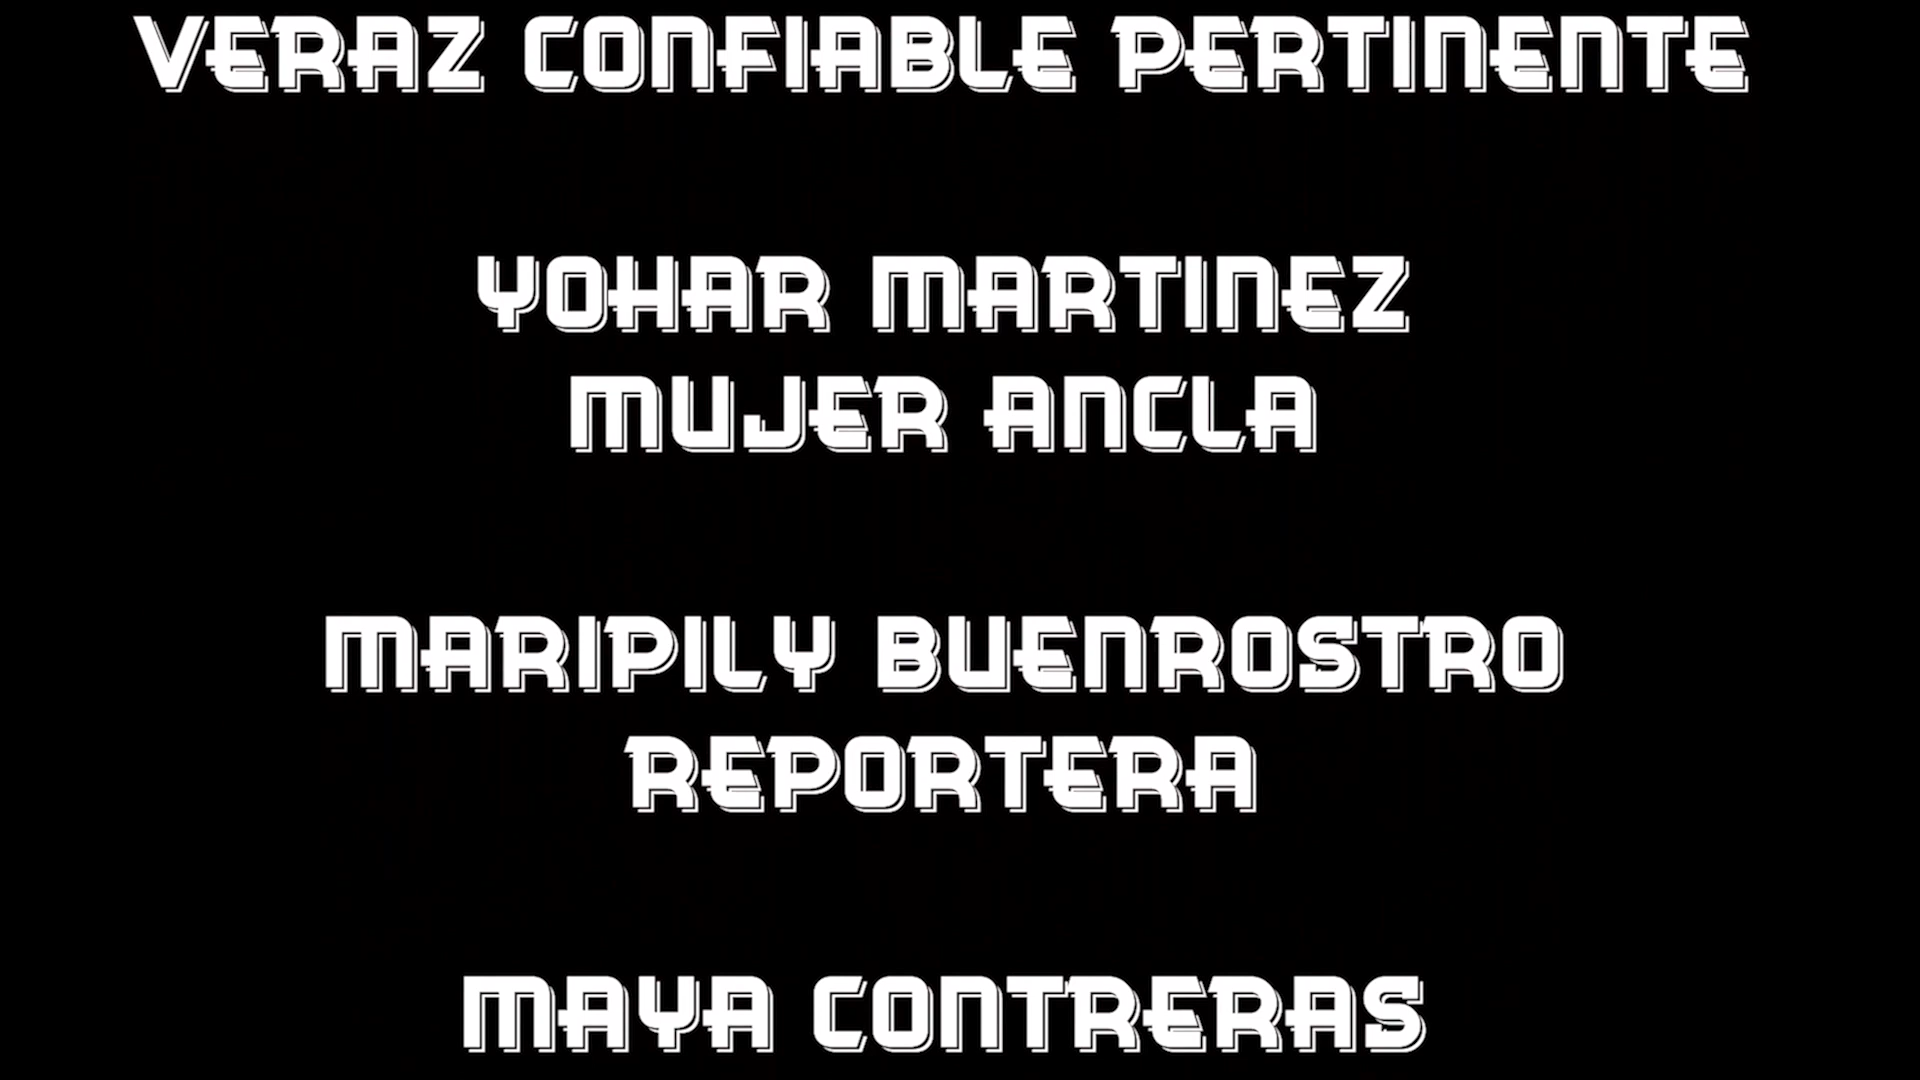 VERAZ CONFIABLE PERTINENTE
YOHAR MARTINEZ
MUJER ANCLA
MARIPILY BUENROSTRO
REPORTERA
MAYA CONTRERAS